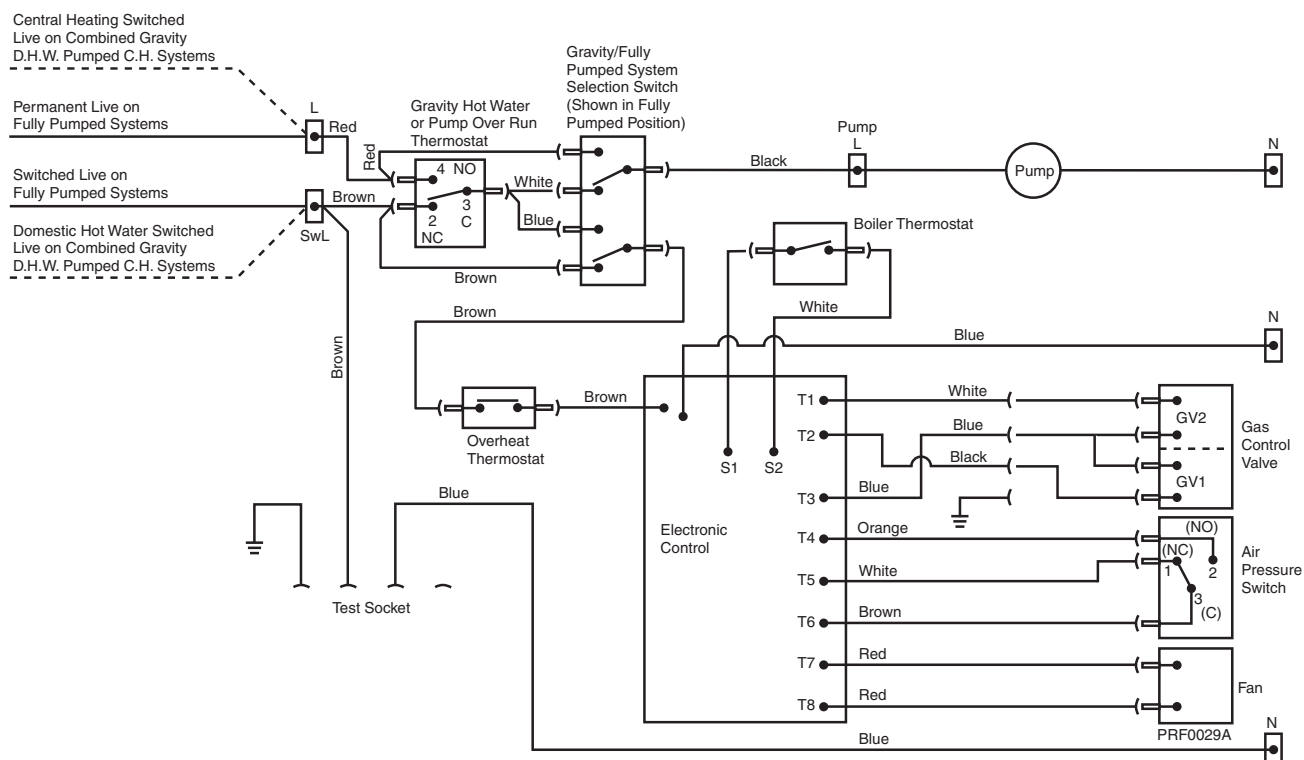 Central Heating Switched
Live on Combined Gravity
D.H.W. Pumped C.H. Systems
Permanent Live on
Fully Pumped Systems
Switched Live on
Fully Pumped Systems
Domestic Hot Water Switched
Live on Combined Gravity
D.H.W. Pumped C.H. Systems
L
Red
SwL
Brown
Red
Gravity Hot Water
or Pump Over Run
Thermostat
4 NO
3
C
2
NC
White
Blue
Brown
Gravity/Fully
Pumped System
Selection Switch
(Shown in Fully
Pumped Position)
Black
Pump
L
Pump
N
Boiler Thermostat
White
Brown
Brown
Overheat
Thermostat
Brown
Blue
N
S1
S2
Electronic
Control
T1
White
T2
Blue
Black
T3
Blue
GV2
GV1
Gas
Control
Valve
T4
Orange
T5
White
T6
Brown
(NO)
(NC)
1
2
3
(C)
Air
Pressure
Switch
T7
Red
T8
Red
Fan
PRF0029A
Blue
Test Socket
Blue
N